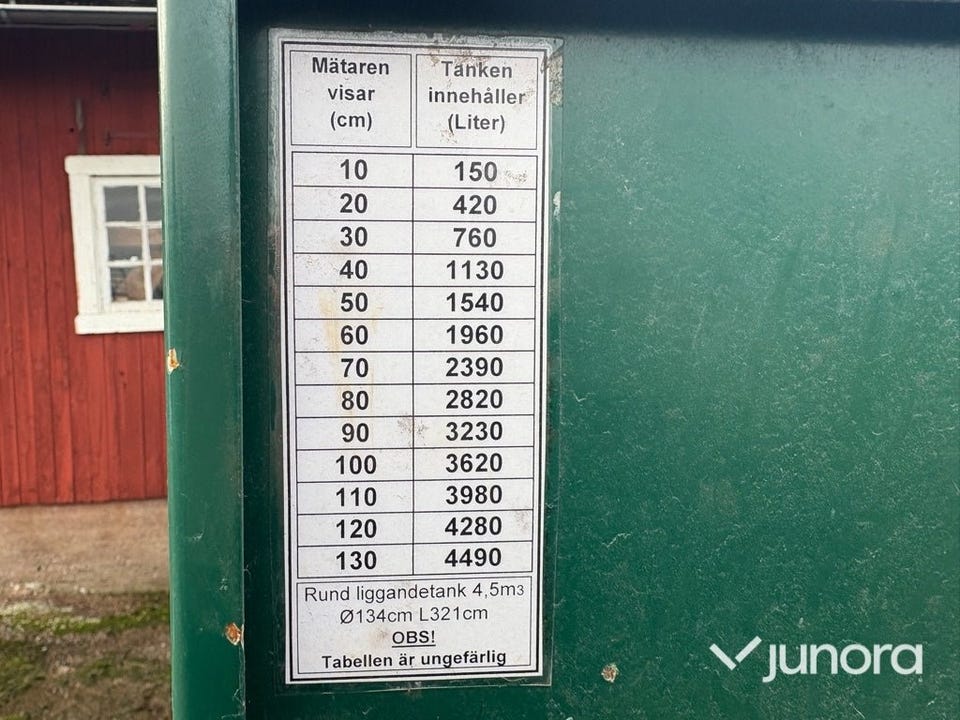 Mätaren visar (cm) Tanken innehåller (Liter)
10 150
20 420
30 760
40 1130
50 1540
60 1960
70 2390
80 2820
90 3230
100 3620
110 3980
120 4280
130 4490
Rund liggandetank 4,5m3
Ø134cm L321cm
OBS!
Tabellen är ungefärlig
junora